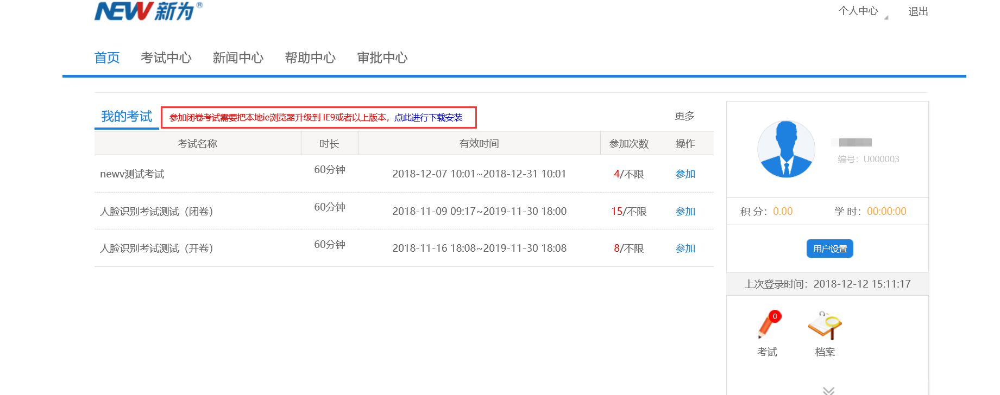 NEW新为®
个人中心 退出
首页 考试中心 新闻中心 帮助中心 审批中心
我的考试 参加闭卷考试需要把本地ie浏览器升级到 IE9或者以上版本，点此进行下载安装 更多
考试名称 时长 有效时间 参加次数 操作
newv测试考试 60分钟 2018-12-07 10:01~2018-12-31 10:01 4/不限 参加
人脸识别考试测试（闭卷） 60分钟 2018-11-09 09:17~2019-11-30 18:00 15/不限 参加
人脸识别考试测试（开卷） 60分钟 2018-11-16 18:08~2019-11-30 18:08 8/不限 参加
编号：U000003
积 分：0.00 学 时：00:00:00
用户设置
上次登录时间：2018-12-12 15:11:17
0
考试 档案